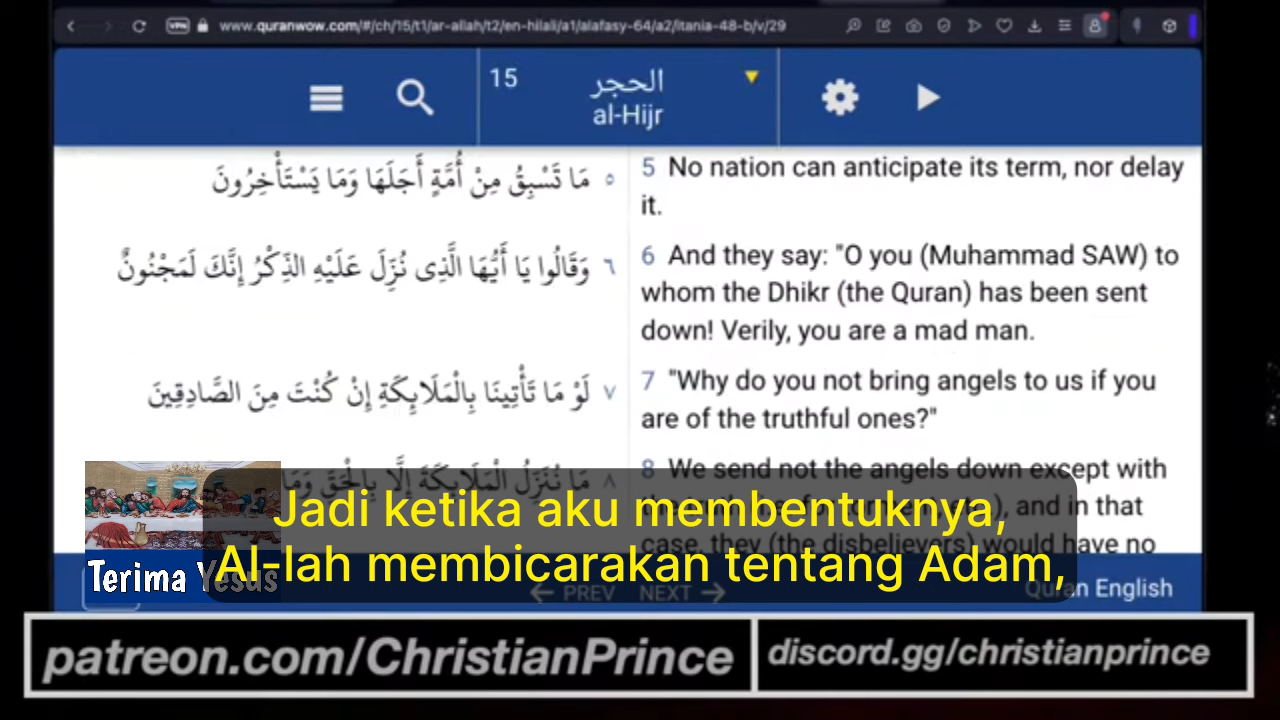 www.quranwow.com/#/ch/15/t1/ar-allah/t2/en-hilali/a1/alafasy-64/a2/itania-48-b/v/29
VPN
15
الحجر
al-Hijr
مَا تَسْبِقُ مِنْ أُمَّةٍ أَجَلَهَا وَمَا يَسْتَأْخِرُونَ ٥
5 No nation can anticipate its term, nor delay
it.
وَقَالُوا يَا أَيُّهَا الَّذِى نُزِّلَ عَلَيْهِ الذِّكْرُ إِنَّكَ لَمَجْنُونٌ ٦
6 And they say: "O you (Muhammad SAW) to
whom the Dhikr (the Quran) has been sent
down! Verily, you are a mad man.
لَوْ مَا تَأْتِينَا بِالْمَلَائِكَةِ إِنْ كُنْتَ مِنَ الصَّادِقِينَ ٧
7 "Why do you not bring angels to us if you
are of the truthful ones?"
مَا نُنَزِّلُ الْمَلَائِكَةَ إِلَّا بِالْحَقِّ وَمَا ٨
8 We send not the angels down except with
), and in that
case, they (the disbelievers) would have no
Jadi ketika aku membentuknya,
Al-lah membicarakan tentang Adam,
Terima Yesus
PREV NEXT
Quran English
patreon.com/ChristianPrince
discord.gg/christianprince